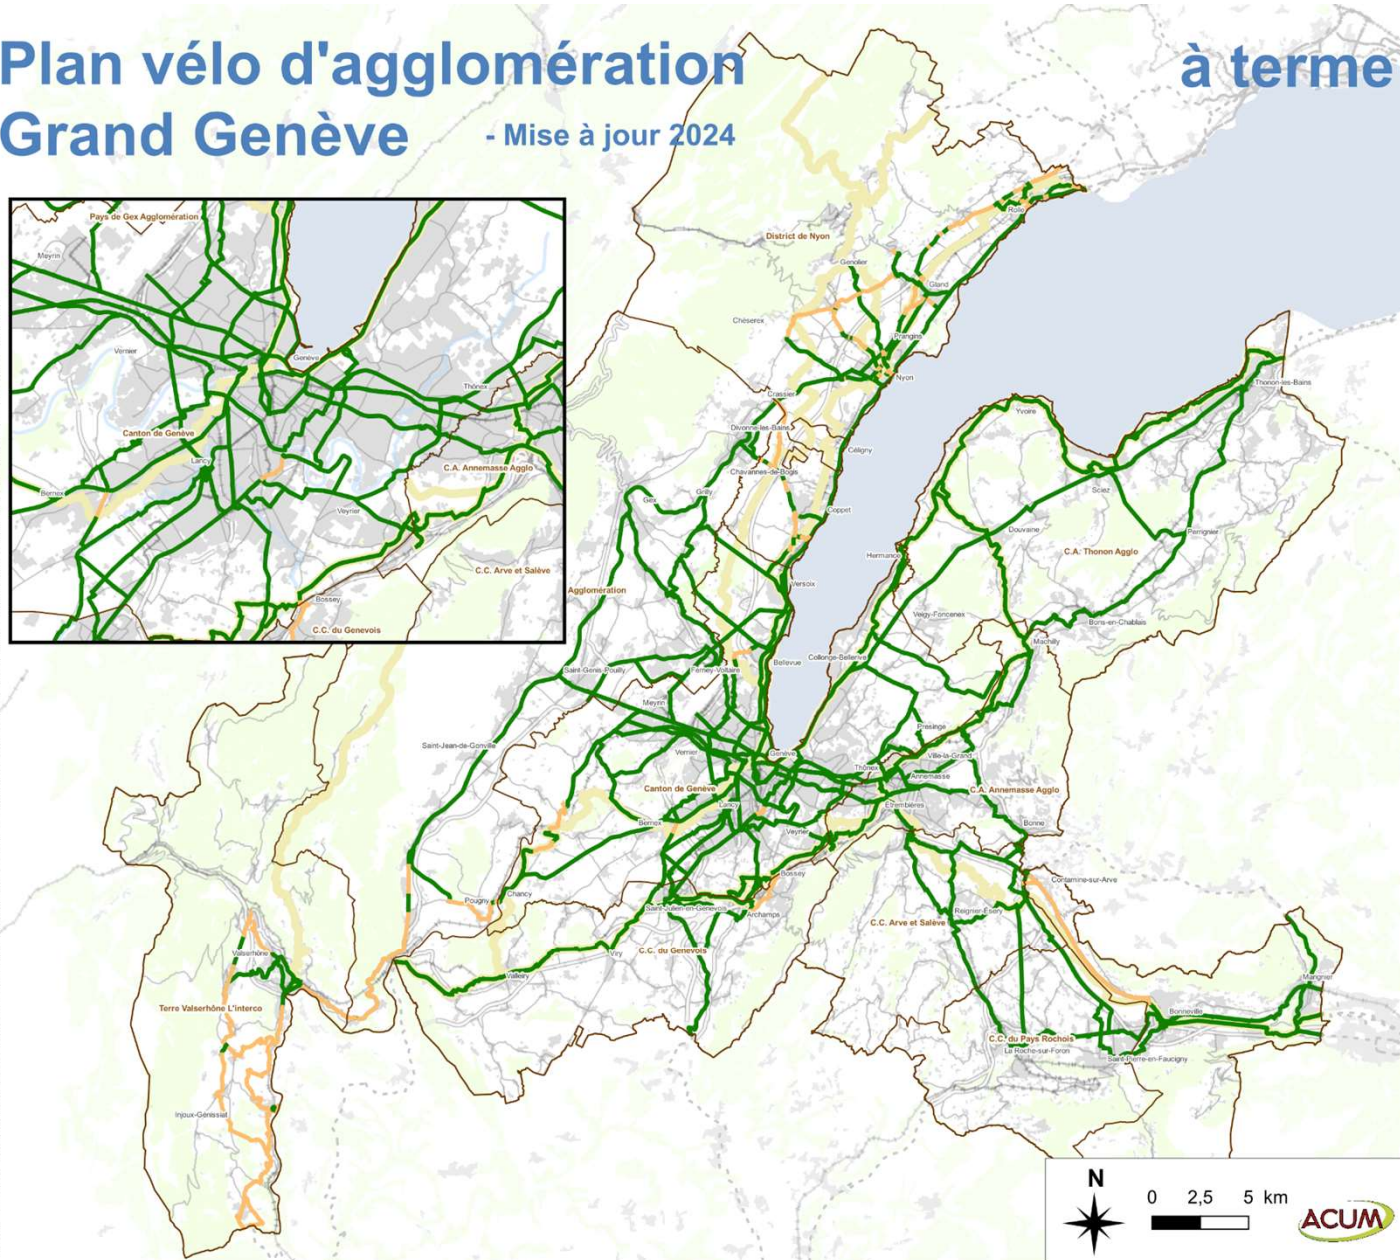 Plan vélo d'agglomération
à terme
Grand Genève
- Mise à jour 2024
Pays de Gex Agglomération
Meyrin
Vernier
Genève
Thônex
Canton de Genève
Lancy
C.A. Annemasse Agglo
Bernex
Veyrier
C.C. Arve et Salève
Bossey
C.C. du Genevois
Rolle
District de Nyon
Genolier
Gland
Chéserex
Prangins
Nyon
Thonon-les-Bains
Crassier
Yvoire
Divonne-les-Bains
Céligny
Chavannes-de-Bogis
Grilly
Sciez
Gex
Coppet
Douvaine
Perrignier
Hermance
C.A. Thonon Agglo
Versoix
Agglomération
Veigy-Foncenex
Bons-en-Chablais
Machilly
Collonge-Bellerive
Bellevue
Saint-Genis-Pouilly
Ferney-Voltaire
Meyrin
Presinge
Saint-Jean-de-Gonville
Vernier
Genève
Ville-la-Grand
Thônex
Annemasse
Canton de Genève
C.A. Annemasse Agglo
Lancy
Etrembières
Bernex
Veyrier
Bonne
Bossey
Contamine-sur-Arve
Chancy
Pougny
Saint-Julien-en-Genevois
Archamps
Reignier-Esery
C.C. Arve et Salève
Valserhône
Viry
C.C. du Genevois
Valleiry
Marignier
Terre Valserhône L'interco
Bonneville
C.C. du Pays Rochois
La Roche-sur-Foron
Saint-Pierre-en-Faucigny
Injoux-Génissiat
N
0 2,5 5 km
ACUM